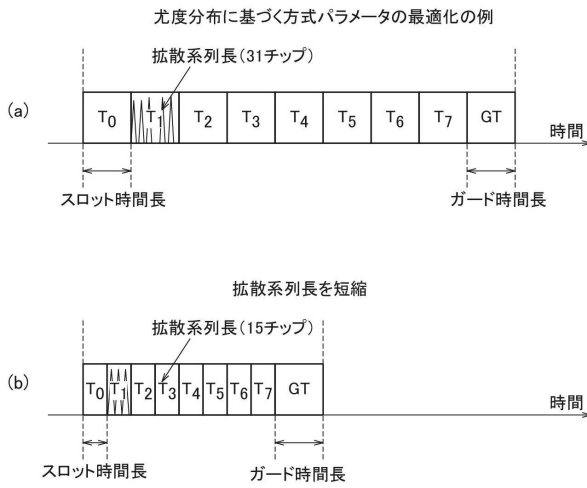 尤度分布に基づく方式パラメータの最適化の例
拡散系列長(31チップ)
(a)
T0 T1 T2 T3 T4 T5 T6 T7 GT
時間
スロット時間長
ガード時間長
拡散系列長を短縮
拡散系列長(15チップ)
(b)
T0 T1 T2 T3 T4 T5 T6 T7 GT
時間
スロット時間長
ガード時間長